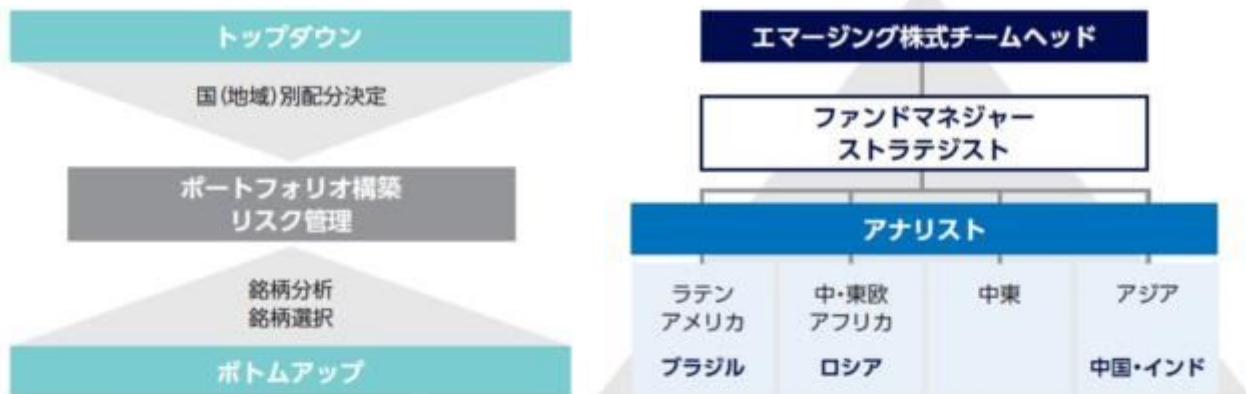 トップダウン
国(地域)別配分決定
ポートフォリオ構築
リスク管理
銘柄分析
銘柄選択
ボトムアップ
エマージング株式チームヘッド
ファンドマネジャー
ストラテジスト
アナリスト
ラテン
アメリカ
ブラジル
中・東欧
アフリカ
ロシア
中東
アジア
中国・インド